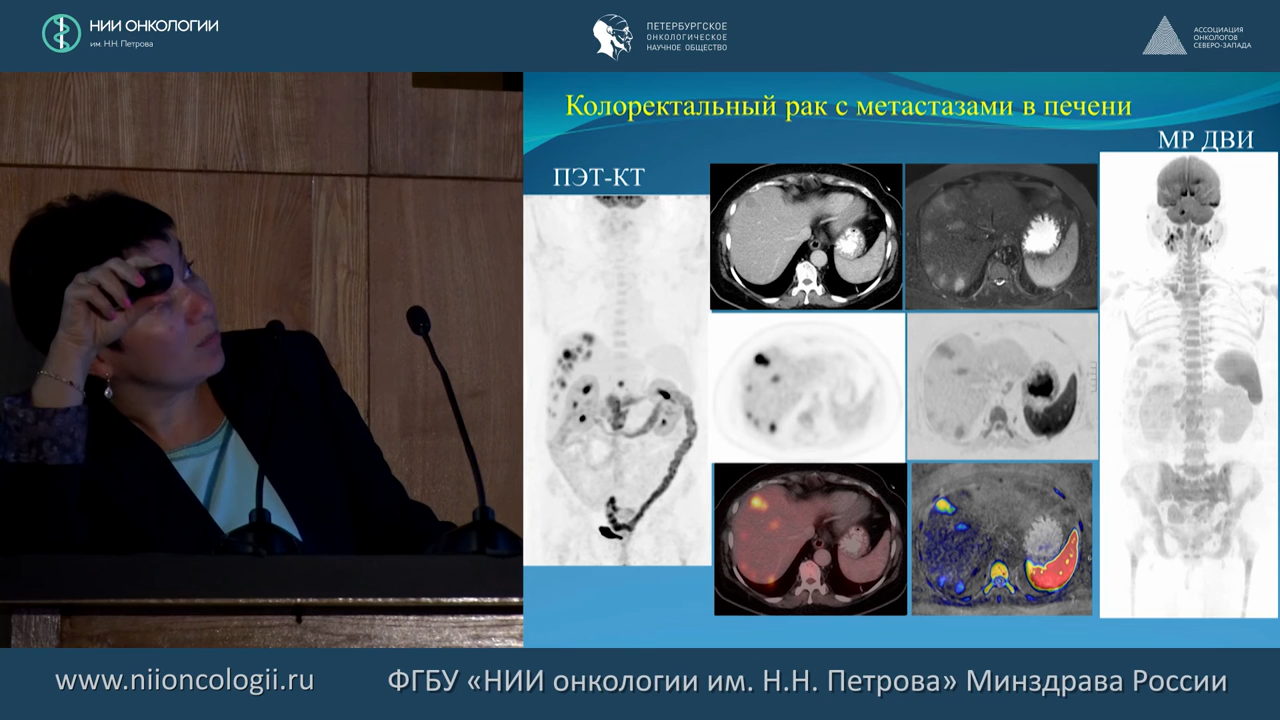 НИИ ОНКОЛОГИИ
им. Н.Н. Петрова
ПЕТЕРБУРГСКОЕ
ОНКОЛОГИЧЕСКОЕ
НАУЧНОЕ ОБЩЕСТВО
АССОЦИАЦИЯ
ОНКОЛОГОВ
СЕВЕРО-ЗАПАДА
Колоректальный рак с метастазами в печени
МР ДВИ
ПЭТ-КТ
www.niioncologii.ru
ФГБУ «НИИ онкологии им. Н.Н. Петрова» Минздрава России